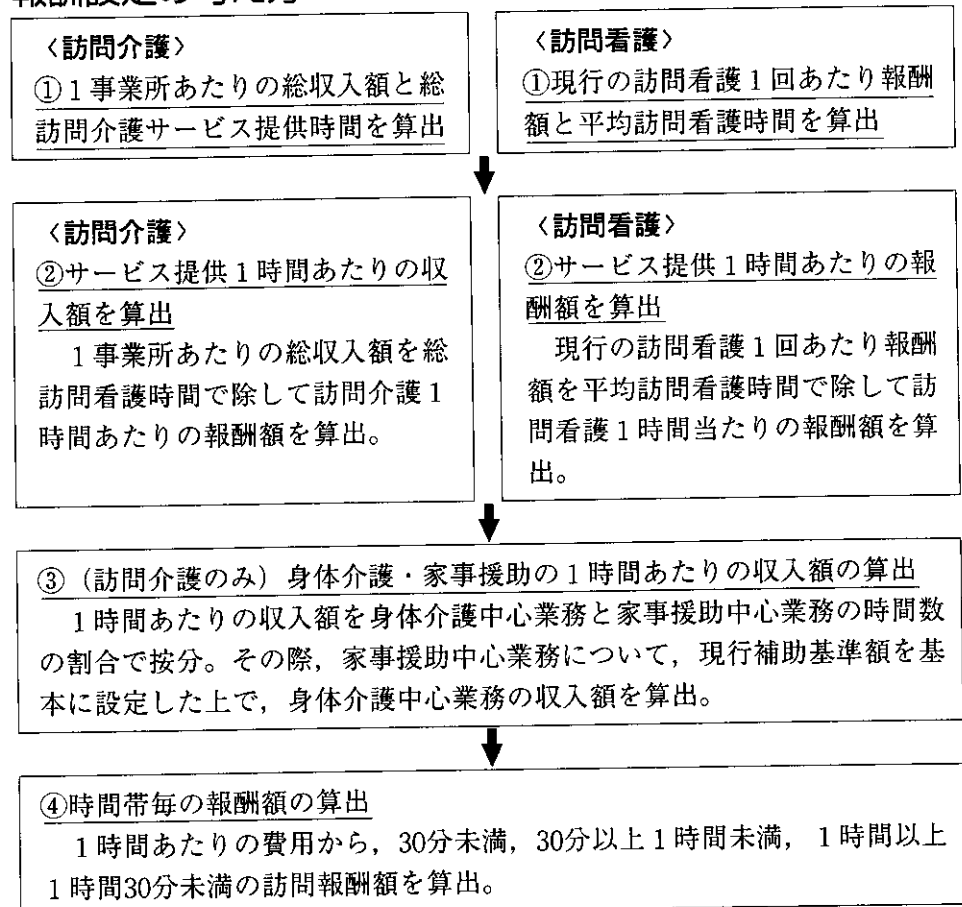 〈訪問介護〉
①1事業所あたりの総収入額と総
訪問介護サービス提供時間を算出
〈訪問看護〉
①現行の訪問看護1回あたり報酬
額と平均訪問看護時間を算出
〈訪問介護〉
②サービス提供1時間あたりの収
入額を算出
1事業所あたりの総収入額を総
訪問看護時間で除して訪問介護1
時間あたりの報酬額を算出。
〈訪問看護〉
②サービス提供1時間あたりの報
酬額を算出
現行の訪問看護1回あたり報酬
額を平均訪問看護時間で除して訪
問看護1時間当たりの報酬額を算
出。
③（訪問介護のみ）身体介護・家事援助の1時間あたりの収入額の算出
1時間あたりの収入額を身体介護中心業務と家事援助中心業務の時間数
の割合で按分。その際，家事援助中心業務について，現行補助基準額を基
本に設定した上で，身体介護中心業務の収入額を算出。
④時間帯毎の報酬額の算出
1時間あたりの費用から，30分未満，30分以上1時間未満，1時間以上
1時間30分未満の訪問報酬額を算出。